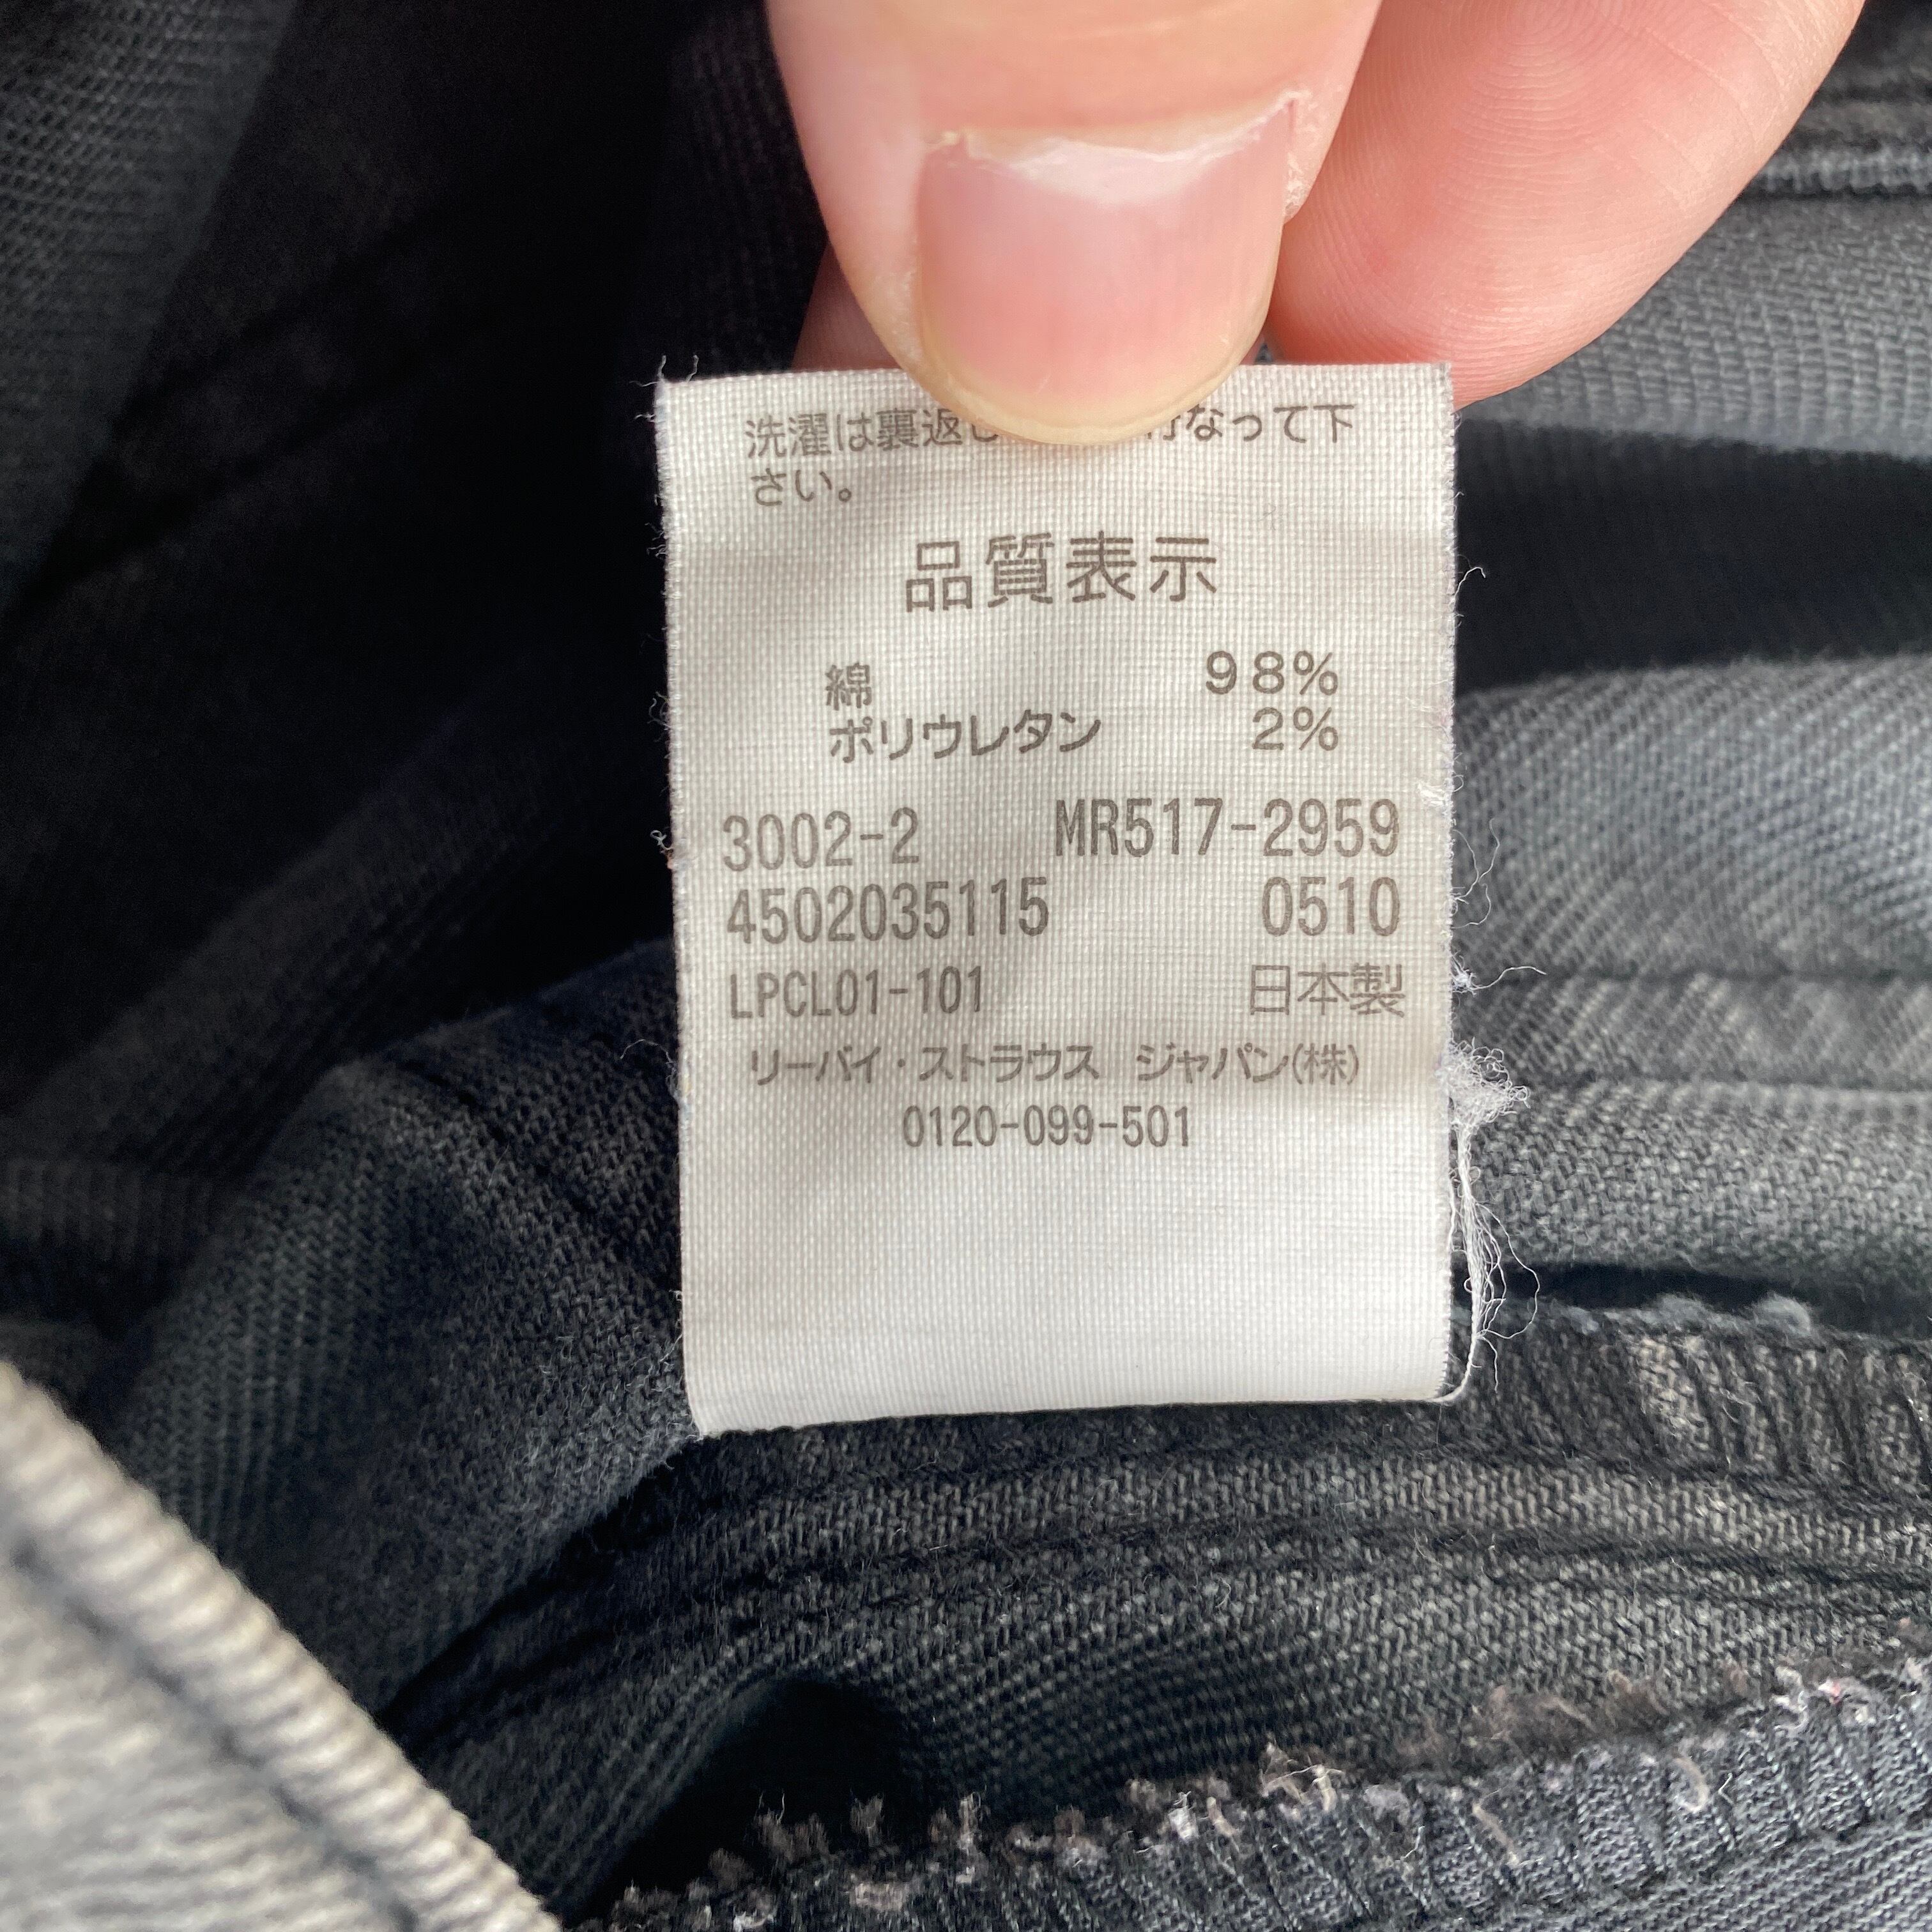 洗濯は裏返し なって下
さい。
品質表示
綿 98%
ポリウレタン 2%
3002-2 MR517-2959
4502035115 0510
LPCL01-101 日本製
リーバイ・ストラウス ジャパン(株)
0120-099-501